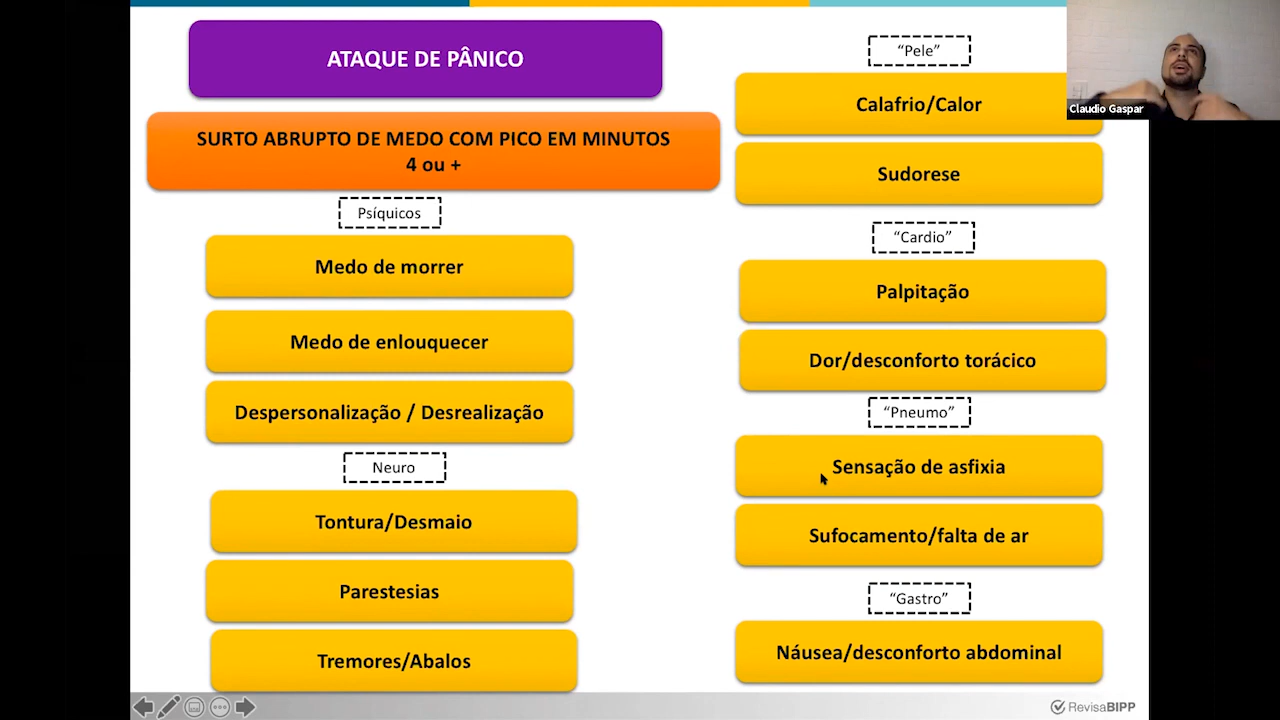 ATAQUE DE PÂNICO
SURTO ABRUPTO DE MEDO COM PICO EM MINUTOS
4 ou +
Psíquicos
Medo de morrer
Medo de enlouquecer
Despersonalização / Desrealização
Neuro
Tontura/Desmaio
Parestesias
Tremores/Abalos
“Pele”
Calafrio/Calor
Sudorese
“Cardio”
Palpitação
Dor/desconforto torácico
“Pneumo”
Sensação de asfixia
Sufocamento/falta de ar
“Gastro”
Náusea/desconforto abdominal
Claudio Gaspar
RevisaBIPP